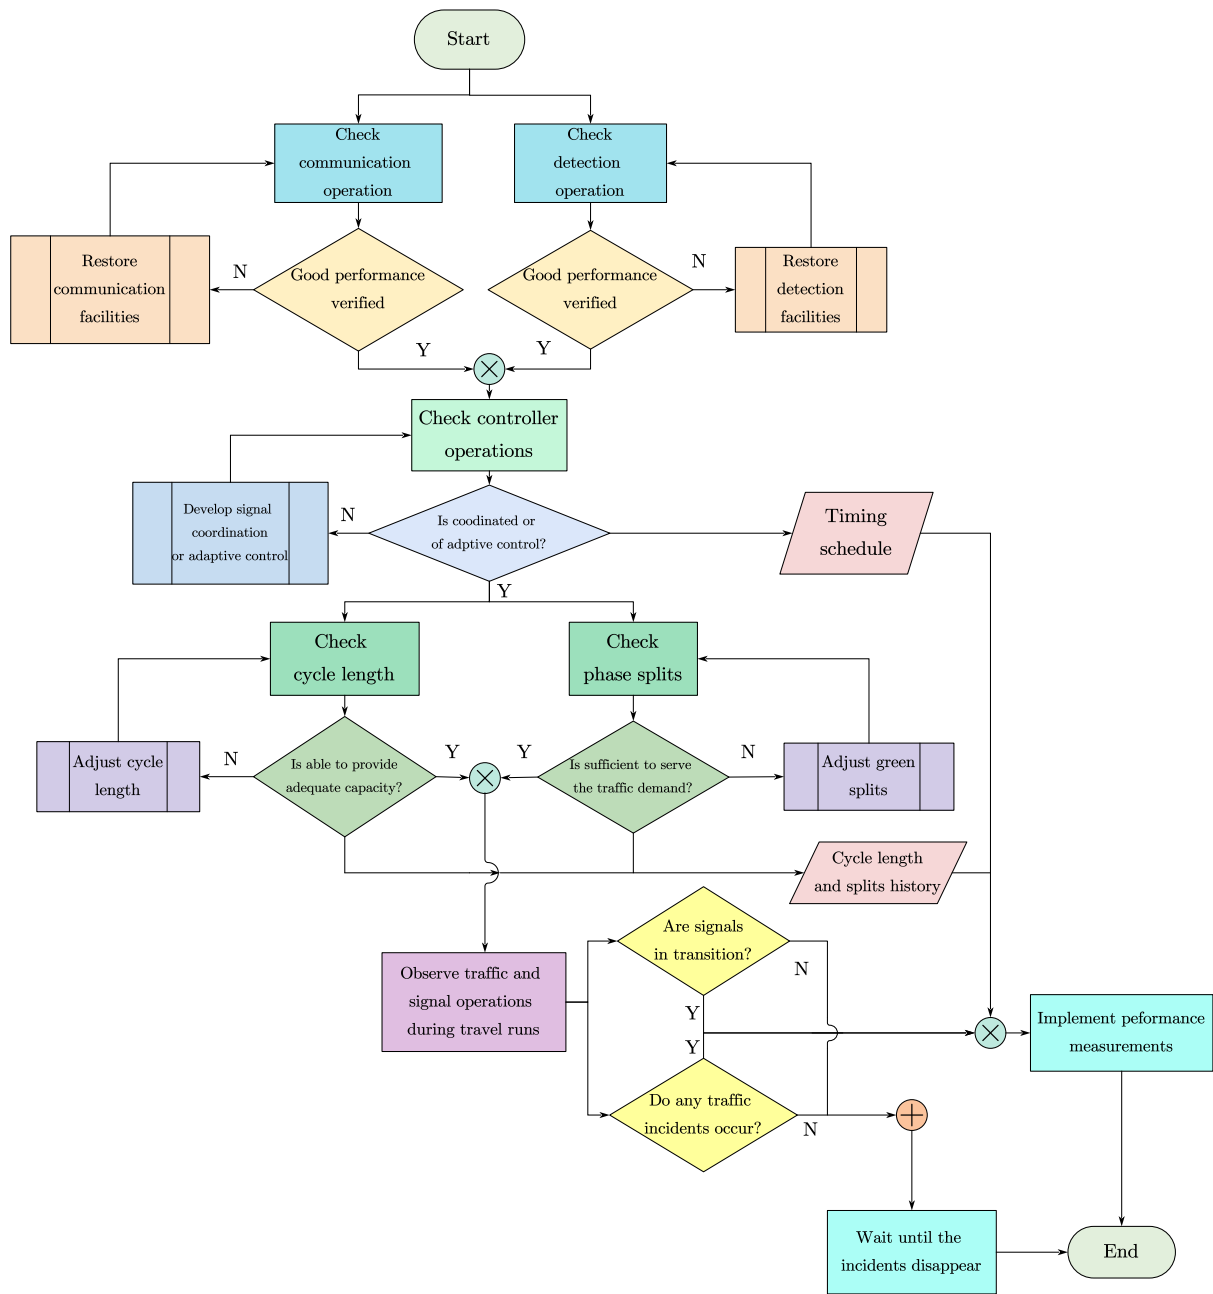 Start
Check
communication
operation
Check
detection
operation
Restore
communication
facilities
N
Good performance
verified
Good performance
verified
N
Restore
detection
facilities
Y
Y
Check controller
operations
Develop signal
coordination
or adaptive control
N
Is coodinated or
of adptive control?
Timing
schedule
Y
Check
cycle length
Check
phase splits
Adjust cycle
length
N
Is able to provide
adequate capacity?
Y
Y
Is sufficient to serve
the traffic demand?
N
Adjust green
splits
Cycle length
and splits history
Are signals
in transition?
N
Observe traffic and
signal operations
during travel runs
Y
Y
Implement peformance
measurements
Do any traffic
incidents occur?
N
Wait until the
incidents disappear
End